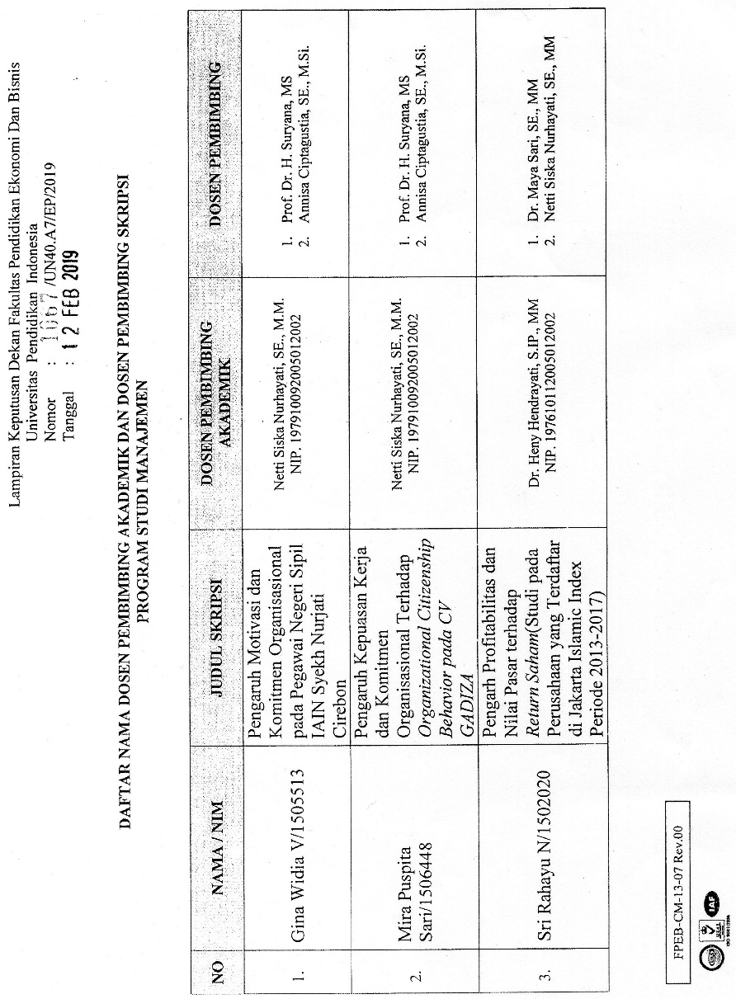 Lampiran Keputusan Dekan Fakultas Pendidikan Ekonomi Dan Bisnis
Universitas Pendidikan Indonesia
Nomor : 1067/UN40.A7/EP/2019
Tanggal : 12 FEB 2019
DAFTAR NAMA DOSEN PEMBIMBING AKADEMIK DAN DOSEN PEMBIMBING SKRIPSI
PROGRAM STUDI MANAJEMEN
NO
NAMA / NIM
JUDUL SKRIPSI
DOSEN PEMBIMBING
AKADEMIK
DOSEN PEMBIMBING
1.
Gina Widia V/1505513
Pengaruh Motivasi dan
Komitmen Organisasional
pada Pegawai Negeri Sipil
IAIN Syekh Nurjati
Cirebon
Netti Siska Nurhayati, SE., M.M.
NIP. 197910092005012002
1. Prof. Dr. H. Suryana, MS
2. Annisa Ciptagustia, SE., M.Si.
2.
Mira Puspita
Sari/1506448
Pengaruh Kepuasan Kerja
dan Komitmen
Organisasional Terhadap
Organizational Citizenship
Behavior pada CV
GADIZA
Netti Siska Nurhayati, SE., M.M.
NIP. 197910092005012002
1. Prof. Dr. H. Suryana, MS
2. Annisa Ciptagustia, SE., M.Si.
3.
Sri Rahayu N/1502020
Pengarh Profitabilitas dan
Nilai Pasar terhadap
Return Saham(Studi pada
Perusahaan yang Terdaftar
di Jakarta Islamic Index
Periode 2013-2017)
Dr. Heny Hendrayati, S.IP., MM
NIP. 197610112005012002
1. Dr. Maya Sari, SE., MM
2. Netti Siska Nurhayati, SE., MM
FPEB-CM-13-07 Rev.00
IAF